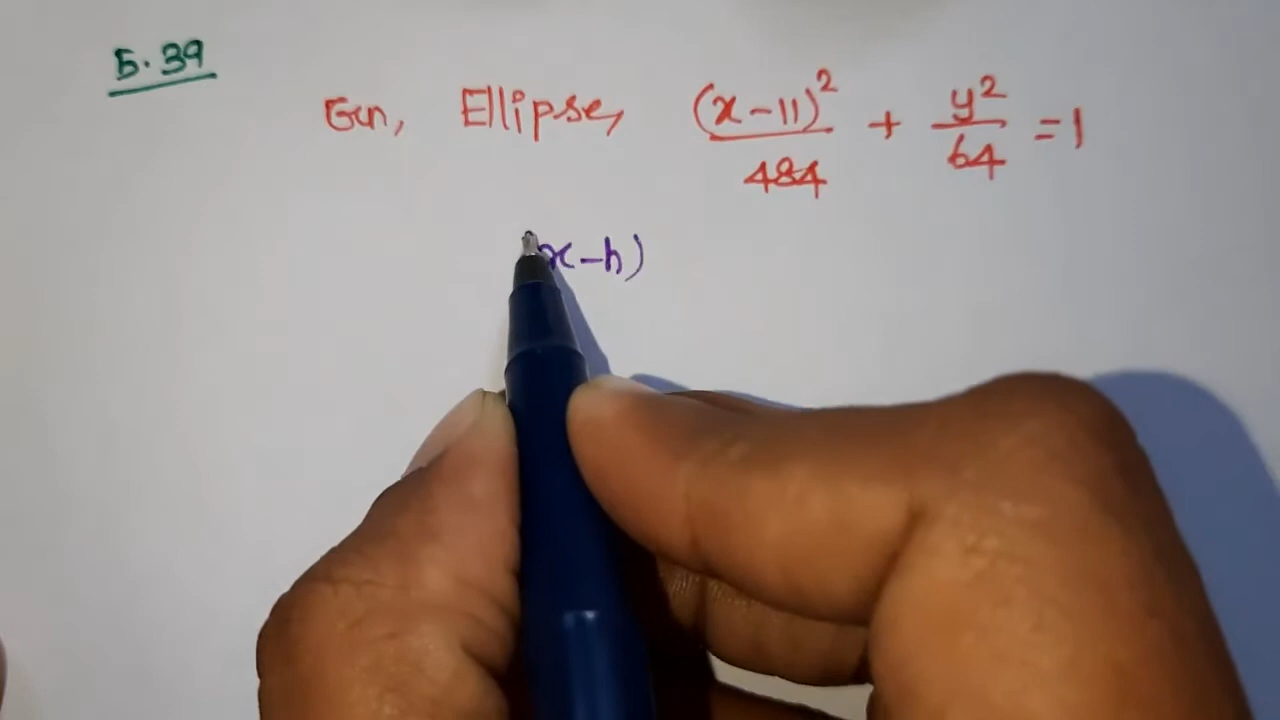 5.39
Gn, Ellipse, (x-11)²/484 + y²/64 = 1
(x-h)